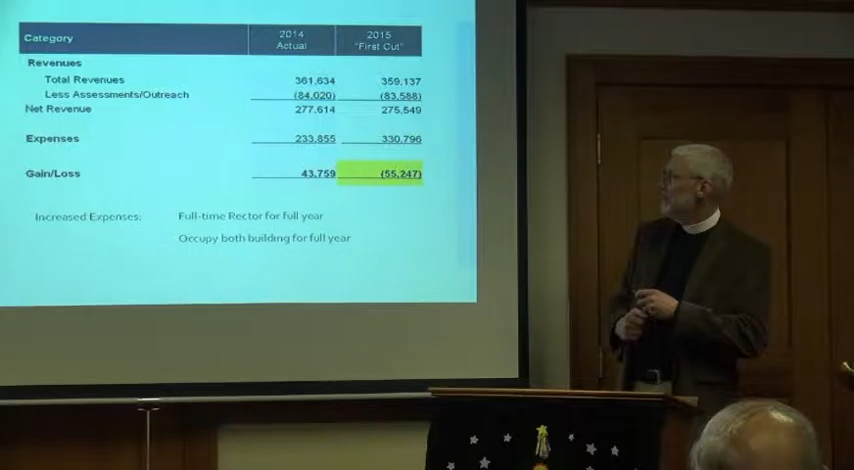 Category 2014 Actual 2015 "First Cut"
Revenues
Total Revenues 361,634 359,137
Less Assessments/Outreach (84,020) (83,588)
Net Revenue 277,614 275,549
Expenses 233,855 330,796
Gain/Loss 43,759 (55,247)
Increased Expenses: Full-time Rector for full year
Occupy both building for full year